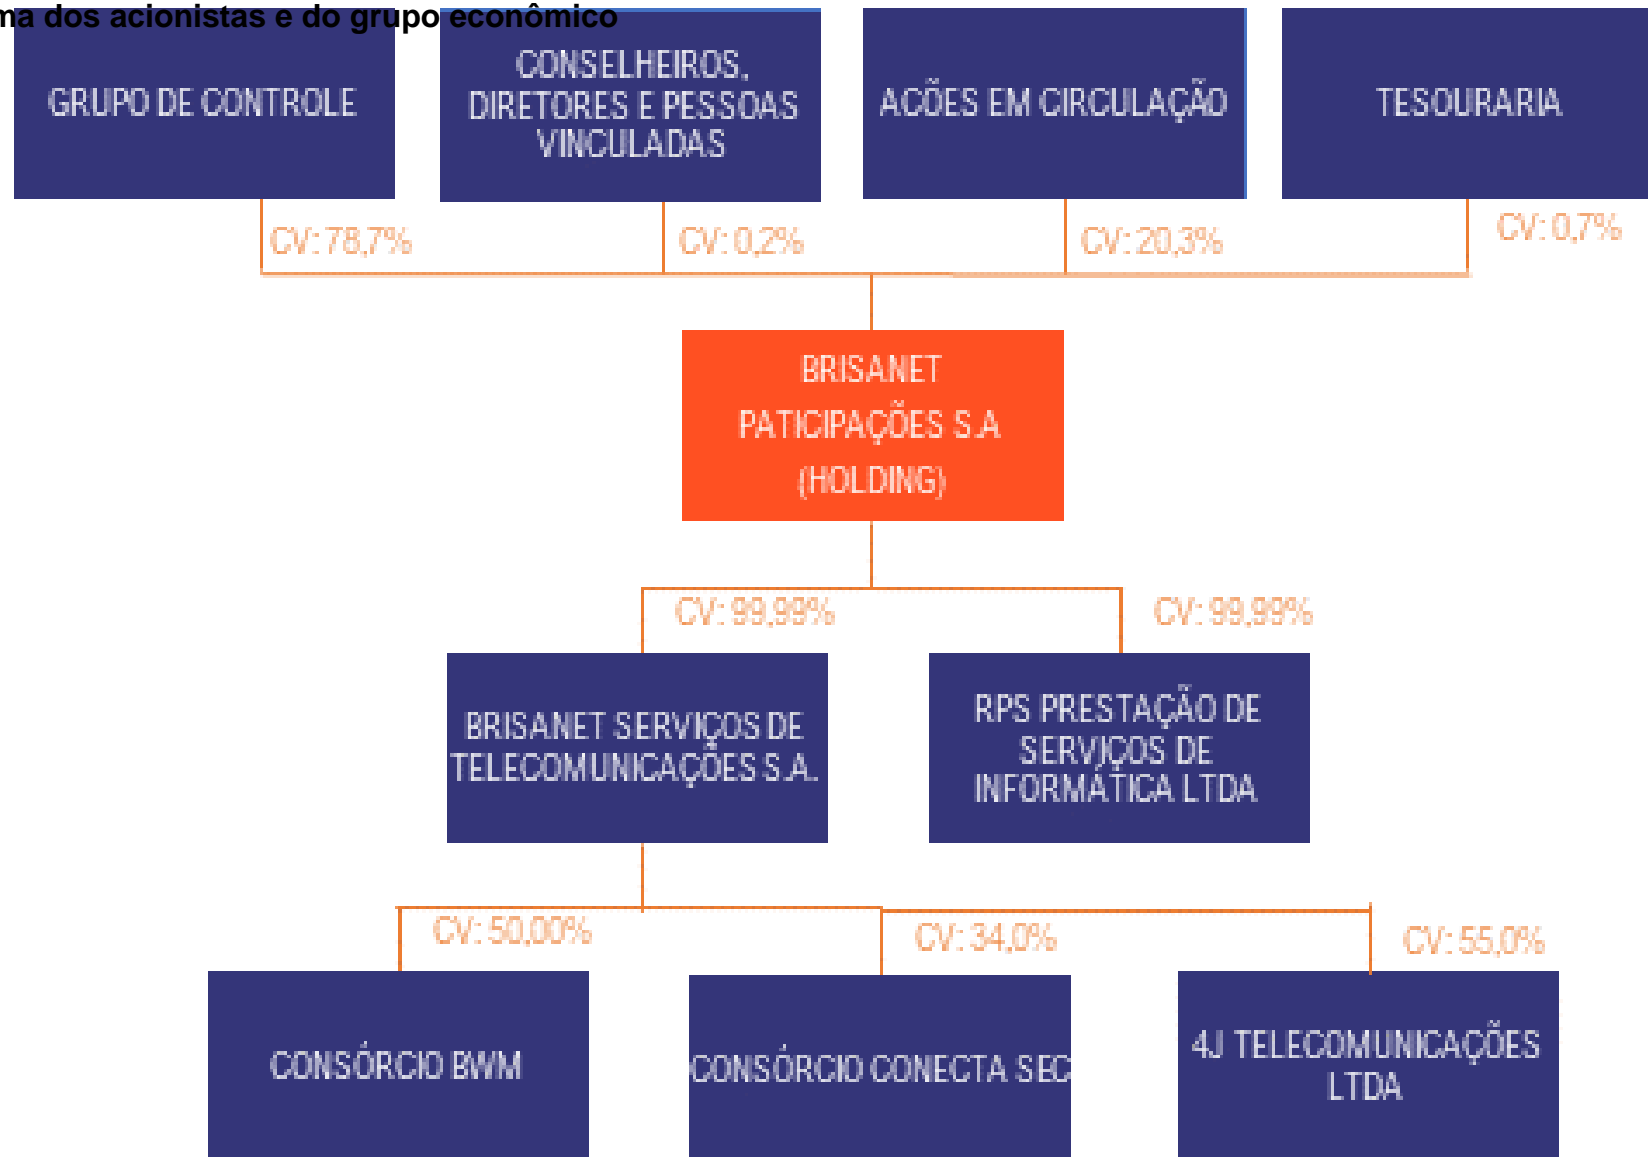 ma dos acionistas e do grupo econômico
GRUPO DE CONTROLE
CONSELHEIROS,
DIRETORES E PESSOAS
VINCULADAS
ACÕES EM CIRCULAÇÃO
TESOURARIA
CV: 78,7%
CV: 0,2%
CV: 20,3%
CV: 0,7%
BRISANET
PATICIPAÇÕES S.A
(HOLDING)
CV: 99,99%
CV: 99,99%
BRISANET SERVIÇOS DE
TELECOMUNICAÇÕES S.A.
RPS PRESTAÇÃO DE
SERVIÇOS DE
INFORMÁTICA LTDA
CV: 50,00%
CV: 34,0%
CV: 55,0%
CONSÓRCIO BWM
CONSÓRCIO CONECTA SEC
4J TELECOMUNICAÇÕES
LTDA